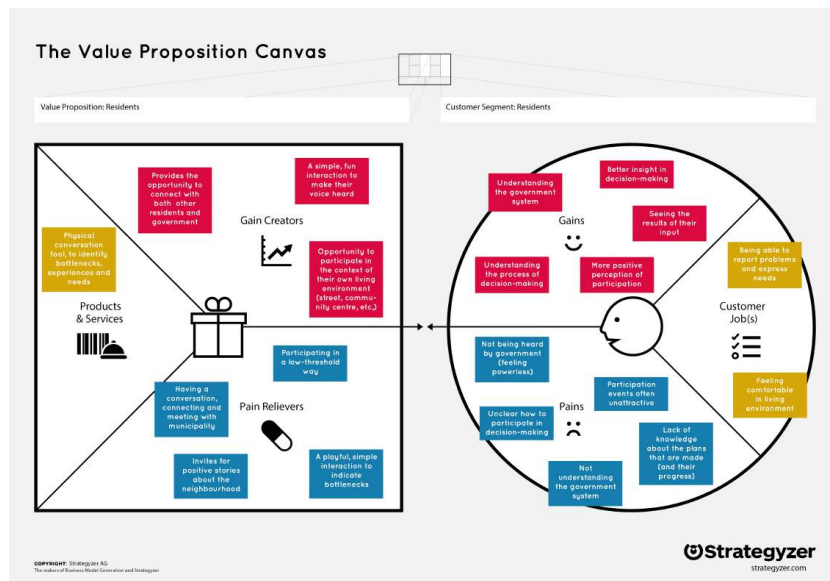 The Value Proposition Canvas
Value Proposition: Residents
Customer Segment: Residents
Provides the
opportunity to
connect with
both other
residents and
government
A simple, fun
interaction to
make their
voice heard
Gain Creators
Physical
conversation
tool, to identify
bottlenecks,
experiences and
needs
Opportunity to
participate in
the context of
their own living
environment
(street, commu-
nity centre, etc,)
Products
& Services
Participating in
a low-threshold
way
Having a
conversation,
connecting and
meeting with
municipality
Pain Relievers
Invites for
positive stories
about the
neighbourhood
A playful, simple
interaction to
indicate
bottlenecks
Better insight in
decision-making
Understanding
the government
system
Seeing the
results of their
input
Gains
Understanding
the process of
decision-making
More positive
perception of
participation
Being able to
report problems
and express
needs
Customer
Job(s)
Feeling
comfortable
in living
environment
Not being heard
by government
(feeling
powerless)
Participation
events often
unattractive
Unclear how to
participate in
decision-making
Pains
Lack of
knowledge
about the plans
that are made
(and their
progress)
Not
understanding
the government
system
COPYRIGHT: Strategyzer AG
The makers of Business Model Generation and Strategyzer
Strategyzer
strategyzer.com